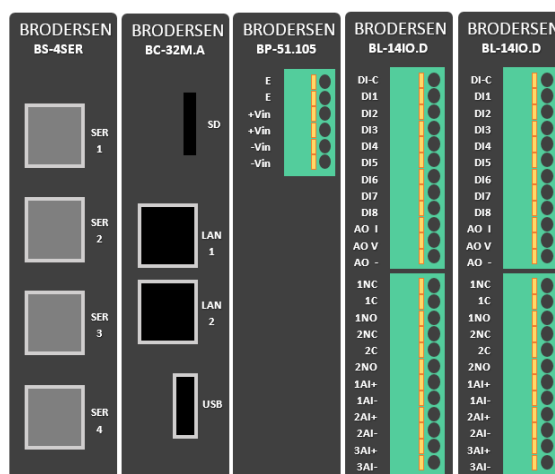 BRODERSEN
BS-4SER
SER
1
SER
2
SER
3
SER
4
BRODERSEN
BC-32M.A
SD
LAN
1
LAN
2
USB
BRODERSEN
BP-51.105
E
E
+Vin
+Vin
-Vin
-Vin
BRODERSEN
BL-14IO.D
DI-C
DI1
DI2
DI3
DI4
DI5
DI6
DI7
DI8
AO I
AO V
AO -
1NC
1C
1NO
2NC
2C
2NO
1AI+
1AI-
2AI+
2AI-
3AI+
3AI-
BRODERSEN
BL-14IO.D
DI-C
DI1
DI2
DI3
DI4
DI5
DI6
DI7
DI8
AO I
AO V
AO -
1NC
1C
1NO
2NC
2C
2NO
1AI+
1AI-
2AI+
2AI-
3AI+
3AI-